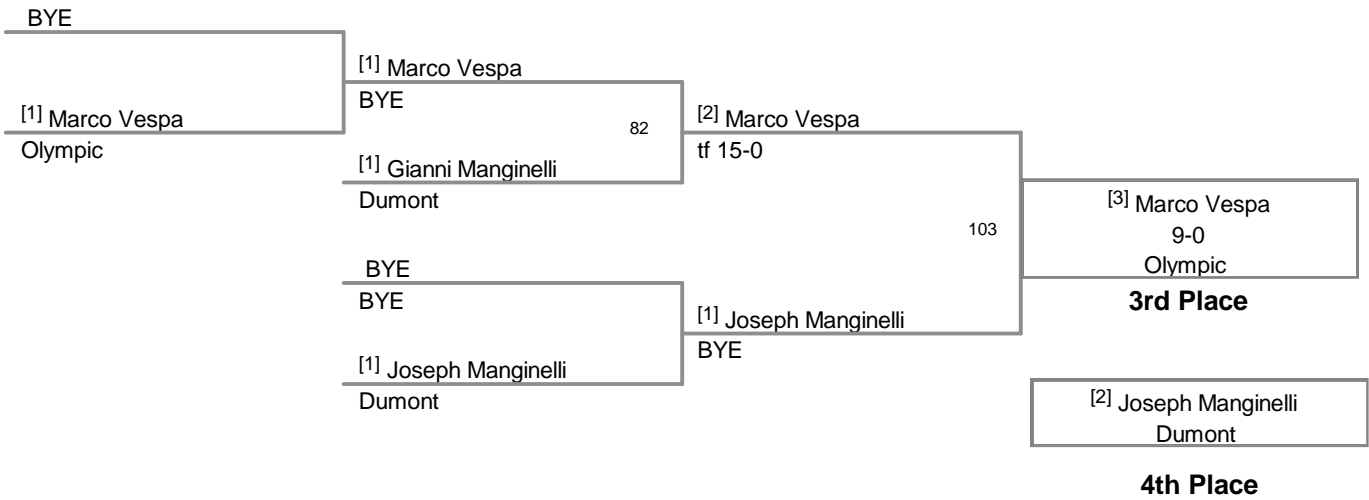 BYE
[1] Marco Vespa
Olympic
[1] Marco Vespa
BYE
82
[1] Gianni Manginelli
Dumont
BYE
BYE
[1] Joseph Manginelli
Dumont
[2] Marco Vespa
tf 15-0
103
[1] Joseph Manginelli
BYE
[3] Marco Vespa
9-0
Olympic
3rd Place
[2] Joseph Manginelli
Dumont
4th Place